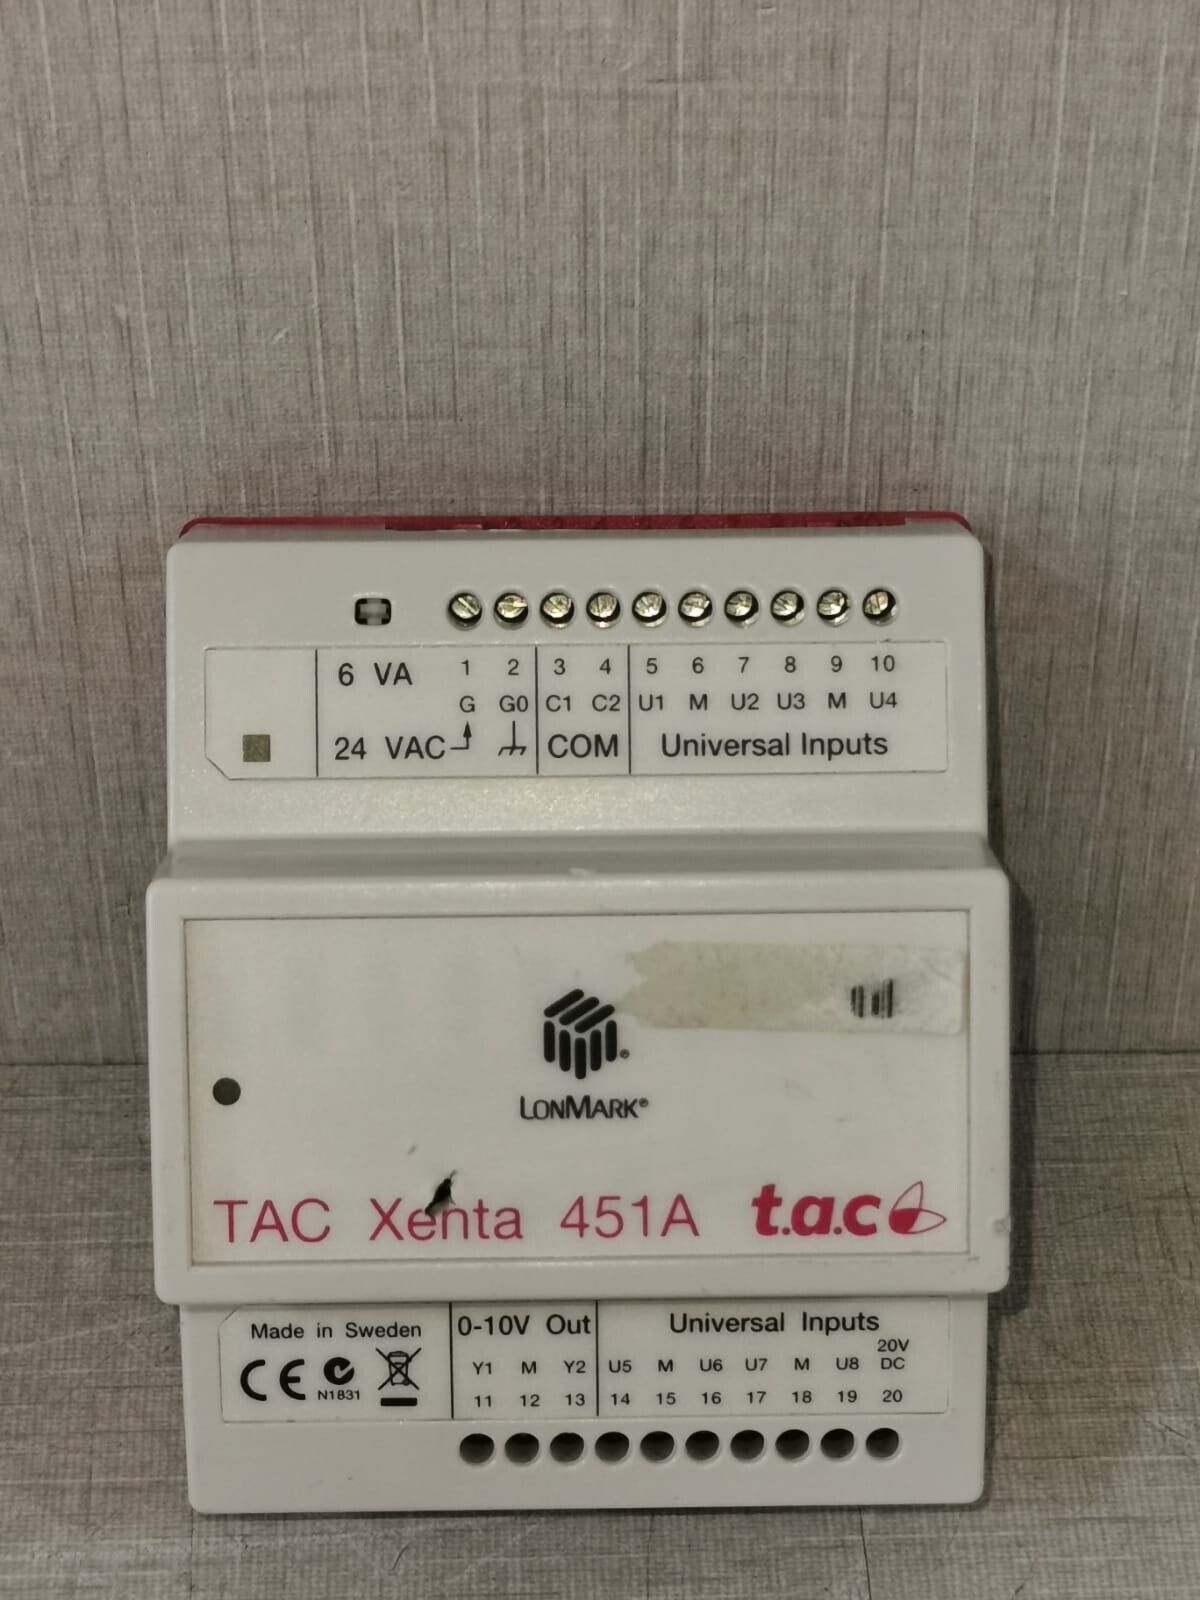 6 VA 1 2 3 4 5 6 7 8 9 10
G G0 C1 C2 U1 M U2 U3 M U4
24 VAC COM Universal Inputs
LONMARK®
TAC Xenta 451A t.a.c
Made in Sweden 0-10V Out Universal Inputs
20V
CE Y1 M Y2 U5 M U6 U7 M U8 DC
N1831 11 12 13 14 15 16 17 18 19 20